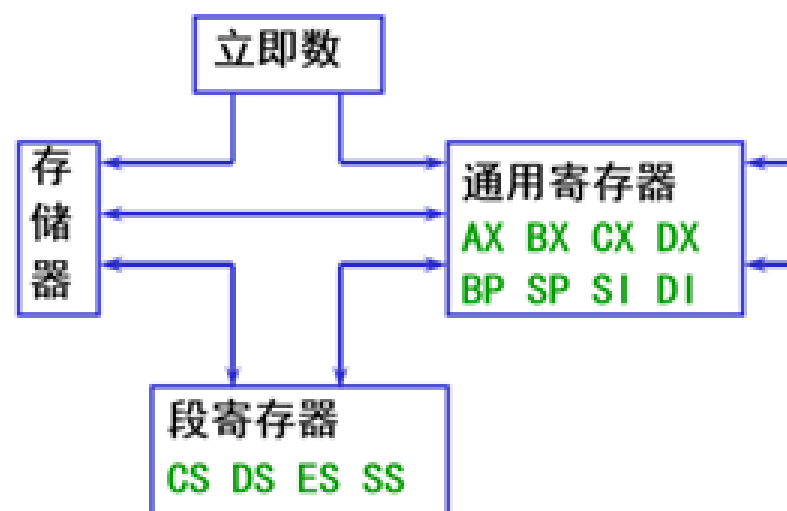 立即数
存储器
通用寄存器
AX BX CX DX
BP SP SI DI
段寄存器
CS DS ES SS